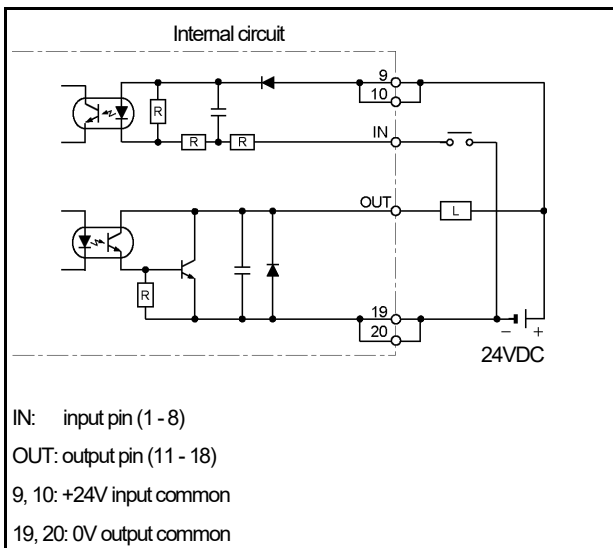 Internal circuit
9
10
R
R
R
IN
OUT
L
R
19
20
− +
24VDC
IN: input pin (1 - 8)
OUT: output pin (11 - 18)
9, 10: +24V input common
19, 20: 0V output common